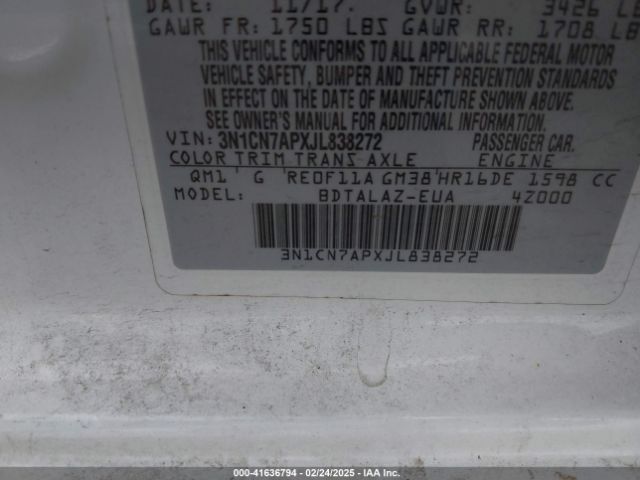 DATE: 11/17. GVWR: 3426
GAWR FR: 1750 LBS GAWR RR: 1708 LB
THIS VEHICLE CONFORMS TO ALL APPLICABLE FEDERAL MOTOR
VEHICLE SAFETY, BUMPER AND THEFT PREVENTION STANDARDS
IN EFFECT ON THE DATE OF MANUFACTURE SHOWN ABOVE.
SEE OWNER'S MANUAL FOR ADDITIONAL INFORMATION.
VIN: 3N1CN7APXJL838272 PASSENGER CAR.
COLOR TRIM TRANS AXLE ENGINE
QM1' G 'RE0F11A GM38'HR16DE 1598 CC
MODEL: BDTALAZ-EUA 4Z000
3N1CN7APXJL838272
000-41636794 - 02/24/2025 - IAA Inc.